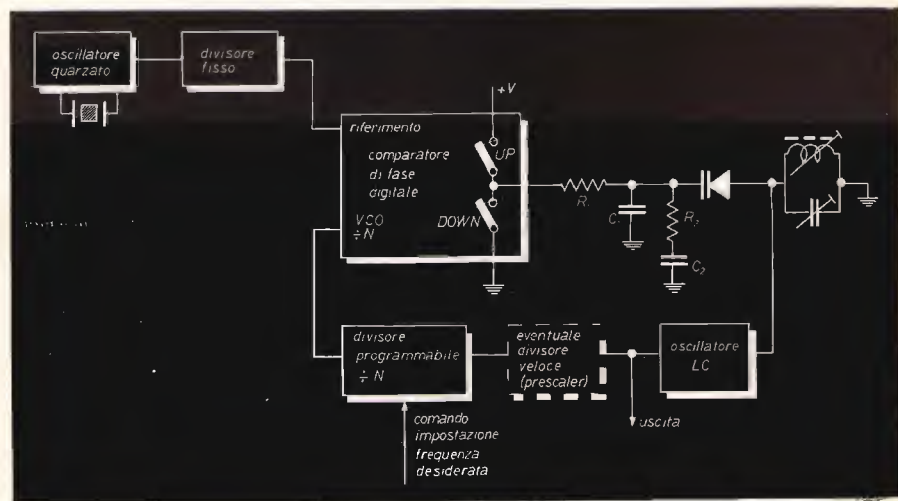 oscillatore
quarzato
divisore
fisso
+V
riferimento
comparatore
di fase
digitale
UP
VCO
÷N
DOWN
R₁
C₁
R₂
C₂
divisore
programmabile
÷ N
eventuale
divisore
veloce
(prescaler)
oscillatore
LC
uscita
comando
impostazione
frequenza
desiderata